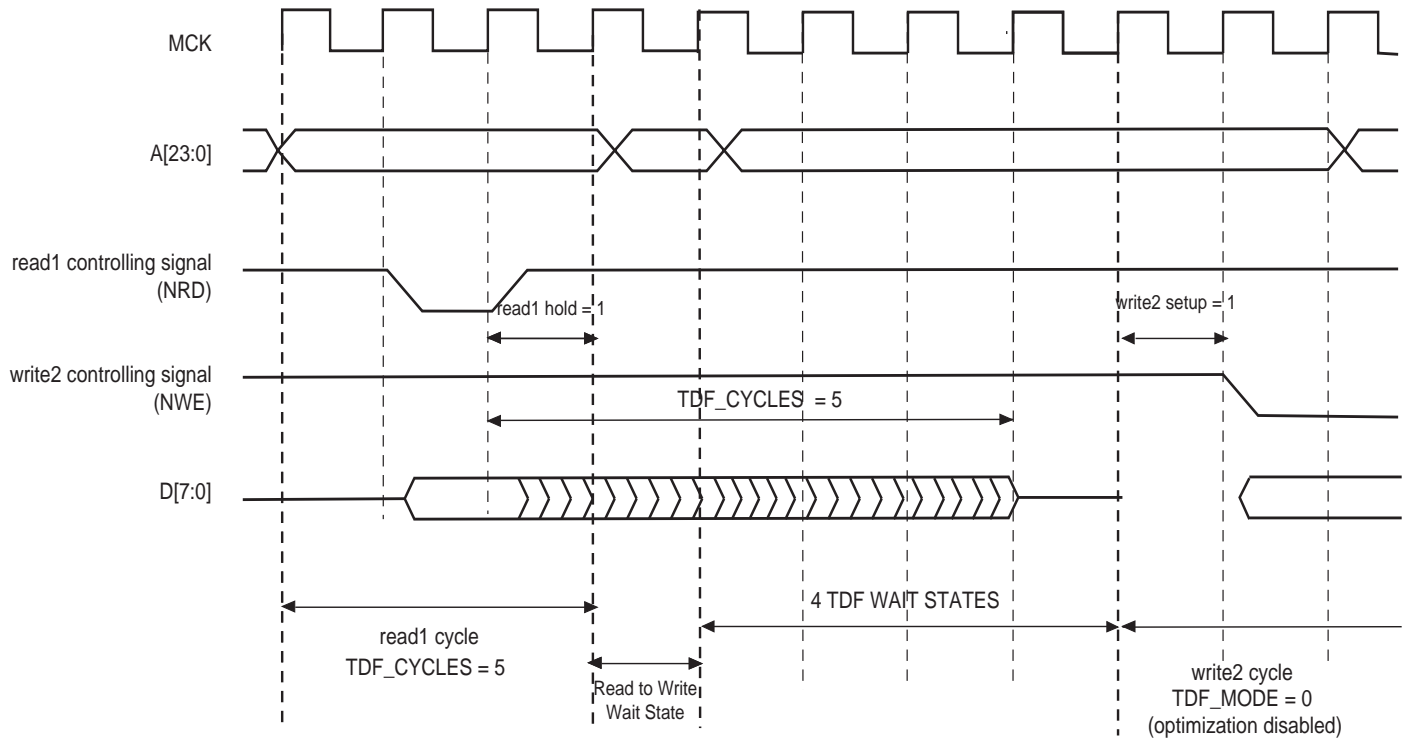 MCK
A[23:0]
read1 controlling signal
(NRD)
read1 hold = 1
write2 setup = 1
write2 controlling signal
(NWE)
TDF_CYCLES = 5
D[7:0]
4 TDF WAIT STATES
read1 cycle
TDF_CYCLES = 5
Read to Write
Wait State
write2 cycle
TDF_MODE = 0
(optimization disabled)